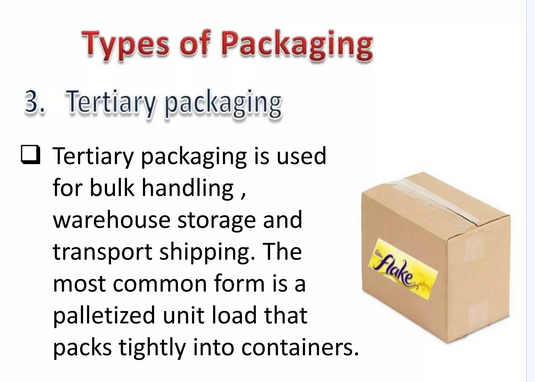 Types of Packaging
3. Tertiary packaging
❑ Tertiary packaging is used
for bulk handling ,
warehouse storage and
transport shipping. The
most common form is a
palletized unit load that
packs tightly into containers.
flake